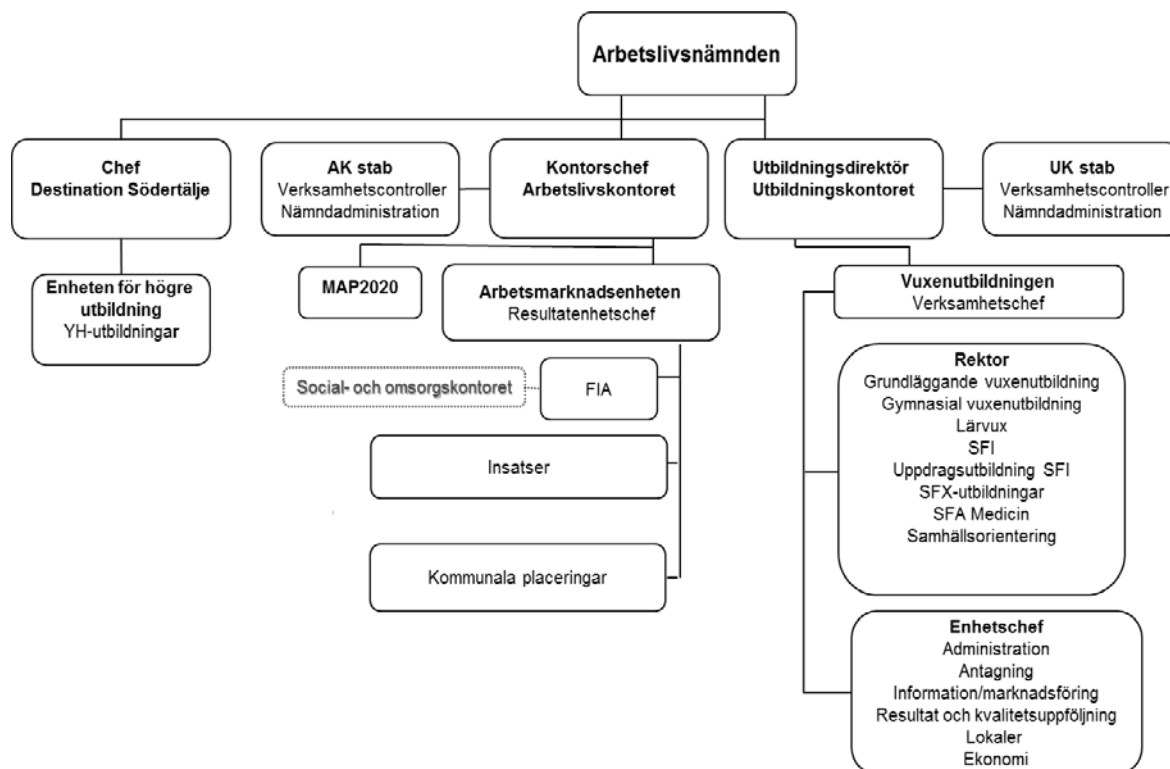 Arbetslivsnämnden
Chef
Destination Södertälje
AK stab
Verksamhetscontroller
Nämndadministration
Kontorschef
Arbetslivskontoret
Utbildningsdirektör
Utbildningskontoret
UK stab
Verksamhetscontroller
Nämndadministration
Enheten för högre
utbildning
YH-utbildningar
MAP2020
Arbetsmarknadsenheten
Resultatenhetschef
Vuxenutbildningen
Verksamhetschef
Social- och omsorgskontoret
FIA
Insatser
Kommunala placeringar
Rektor
Grundläggande vuxenutbildning
Gymnasial vuxenutbildning
Lärvux
SFI
Uppdragsutbildning SFI
SFX-utbildningar
SFA Medicin
Samhällsorientering
Enhetschef
Administration
Antagning
Information/marknadsföring
Resultat och kvalitetsuppföljning
Lokaler
Ekonomi